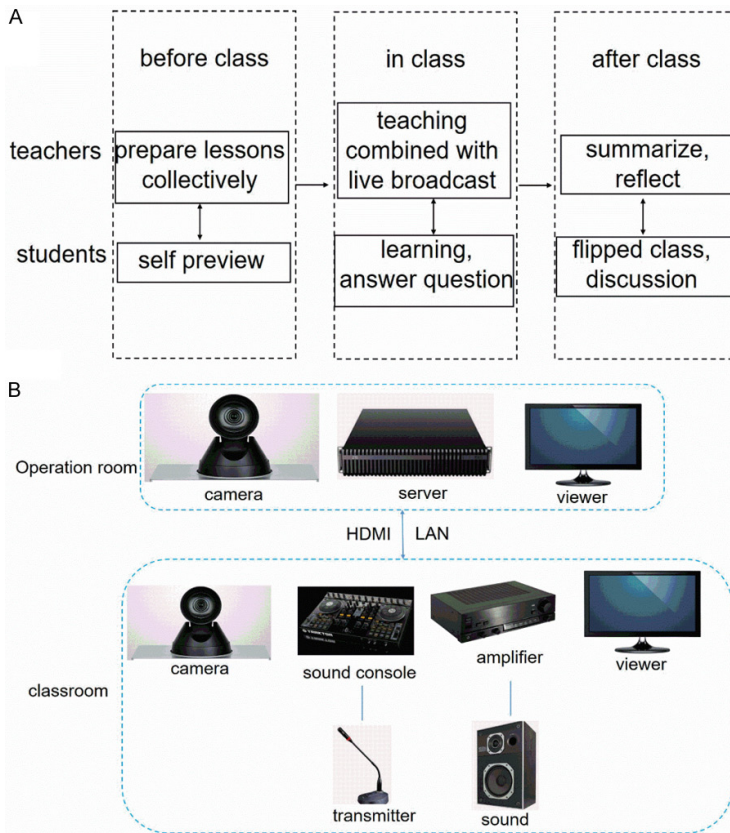 A
before class
in class
after class
teachers
prepare lessons
collectively
teaching
combined with
live broadcast
summarize,
reflect
students
self preview
learning,
answer question
flipped class,
discussion
B
Operation room
camera
server
viewer
HDMI
LAN
classroom
camera
sound console
amplifier
viewer
transmitter
sound